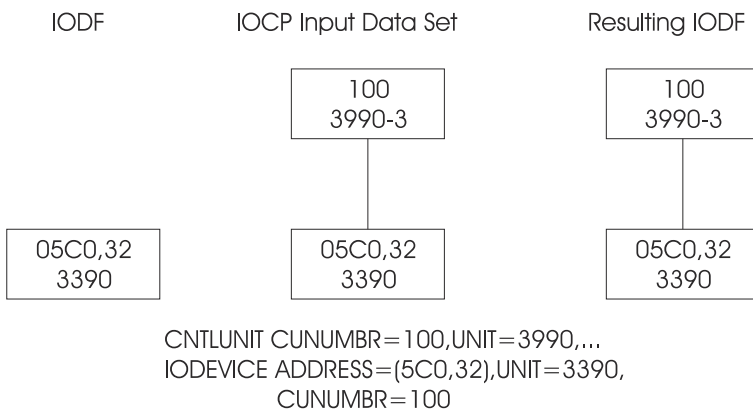 IODF
IOCP Input Data Set
Resulting IODF
100
3990-3
100
3990-3
05C0,32
3390
05C0,32
3390
05C0,32
3390
CNTLUNIT CUNUMBR=100,UNIT=3990,...
IODEVICE ADDRESS=(5C0,32),UNIT=3390,
CUNUMBR=100